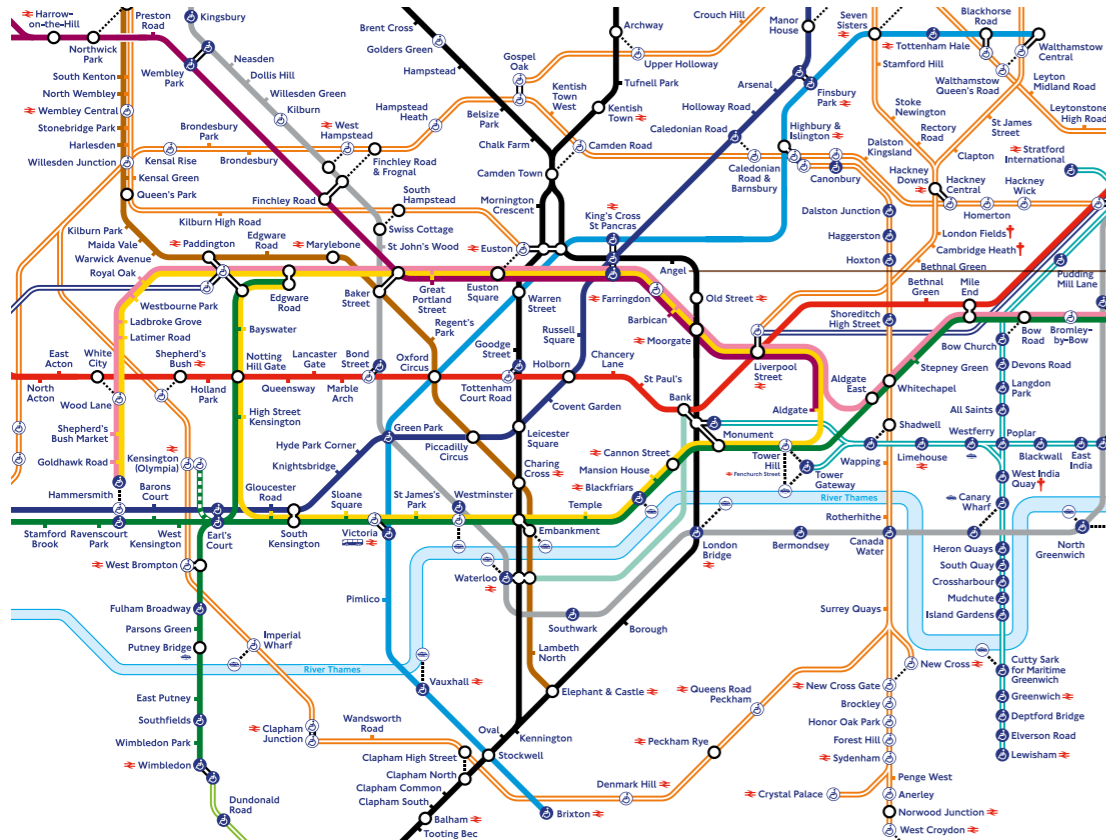 Harrow-
on-the-Hill
Northwick
Park
Preston
Road
Kingsbury
Wembley
Park
Neasden
Dollis Hill
Willesden Green
Kilburn
South Kenton
North Wembley
Wembley Central
Stonebridge Park
Harlesden
Willesden Junction
Kensal Rise
Brondesbury
Park
Brondesbury
Kensal Green
Queen's Park
Kilburn Park
Maida Vale
Warwick Avenue
Royal Oak
Kilburn High Road
West
Hampstead
Finchley Road
& Frognal
Finchley Road
South
Hampstead
Swiss Cottage
St John's Wood
Brent Cross
Golders Green
Hampstead
Hampstead
Heath
Belsize
Park
Chalk Farm
Camden Town
Mornington
Crescent
Euston
Gospel
Oak
Kentish
Town
West
Kentish
Town
Tufnell Park
Archway
Upper Holloway
Crouch Hill
Camden Road
Manor
House
Arsenal
Finsbury
Park
Holloway Road
Caledonian Road
Caledonian
Road &
Barnsbury
Highbury &
Islington
Canonbury
King's Cross
St Pancras
Seven
Sisters
Tottenham Hale
Blackhorse
Road
Walthamstow
Central
Walthamstow
Queen's Road
Leyton
Midland Road
Leytonstone
High Road
Stamford Hill
Stoke
Newington
Rectory
Road
St James
Street
Clapton
Stratford
International
Dalston
Kingsland
Hackney
Downs
Hackney
Central
Homerton
Hackney
Wick
Dalston Junction
Haggerston
Hoxton
London Fields
Cambridge Heath
Bethnal Green
Pudding
Mill Lane
Bethnal
Green
Mile
End
Shoreditch
High Street
Bow
Road
Bromley-
by-Bow
Bow Church
Stepney Green
Devons Road
Langdon
Park
All Saints
Whitechapel
Aldgate
East
Aldgate
Liverpool
Street
Paddington
Edgware
Road
Marylebone
Westbourne Park
Ladbroke Grove
Latimer Road
Edgware
Road
Bayswater
Baker
Street
Great
Portland
Street
Euston
Square
Warren
Street
Regent's
Park
Goodge
Street
Russell
Square
Farringdon
Barbican
Moorgate
Angel
Old Street
East
Acton
North
Acton
White
City
Shepherd's
Bush
Wood Lane
Holland
Park
Notting
Hill Gate
Queensway
Lancaster
Gate
Marble
Arch
Bond
Street
Oxford
Circus
Tottenham
Court Road
Holborn
Chancery
Lane
St Paul's
Bank
Shepherd's
Bush Market
Goldhawk Road
Hammersmith
Kensington
(Olympia)
High Street
Kensington
Hyde Park Corner
Knightsbridge
Green Park
Piccadilly
Circus
Covent Garden
Leicester
Square
Charing
Cross
Cannon Street
Mansion House
Blackfriars
Monument
Tower
Hill
Fenchurch Street
Tower
Gateway
Shadwell
Limehouse
Westferry
Poplar
Blackwall
East
India
Wapping
West India
Quay
Canary
Wharf
River Thames
Rotherhithe
Canada
Water
Stamford
Brook
Ravenscourt
Park
Barons
Court
West
Kensington
Earl's
Court
Gloucester
Road
South
Kensington
Sloane
Square
Victoria
St James's
Park
Westminster
Temple
Embankment
Waterloo
Southwark
London
Bridge
Bermondsey
North
Greenwich
Heron Quays
South Quay
Crossharbour
Mudchute
Island Gardens
West Brompton
Fulham Broadway
Parsons Green
Putney Bridge
Imperial
Wharf
East Putney
Southfields
Wimbledon Park
Wimbledon
Dundonald
Road
River Thames
Pimlico
Vauxhall
Borough
Lambeth
North
Elephant & Castle
Kennington
Oval
Stockwell
Clapham
Junction
Wandsworth
Road
Clapham High Street
Clapham North
Clapham Common
Clapham South
Balham
Tooting Bec
Brixton
Denmark Hill
Peckham Rye
Queens Road
Peckham
Surrey Quays
New Cross
New Cross Gate
Brockley
Honor Oak Park
Forest Hill
Sydenham
Crystal Palace
Penge West
Anerley
Norwood Junction
West Croydon
Cutty Sark
for Maritime
Greenwich
Greenwich
Deptford Bridge
Elverson Road
Lewisham